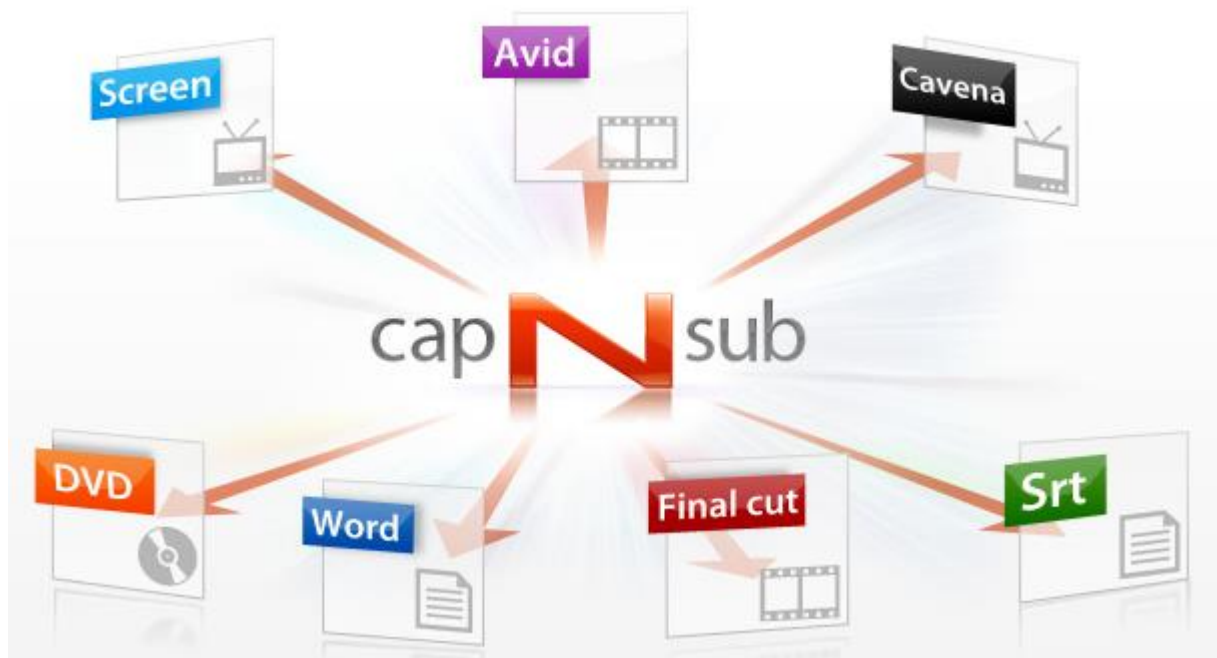 Screen
Avid
Cavena
cap N sub
DVD
Word
Final cut
Srt